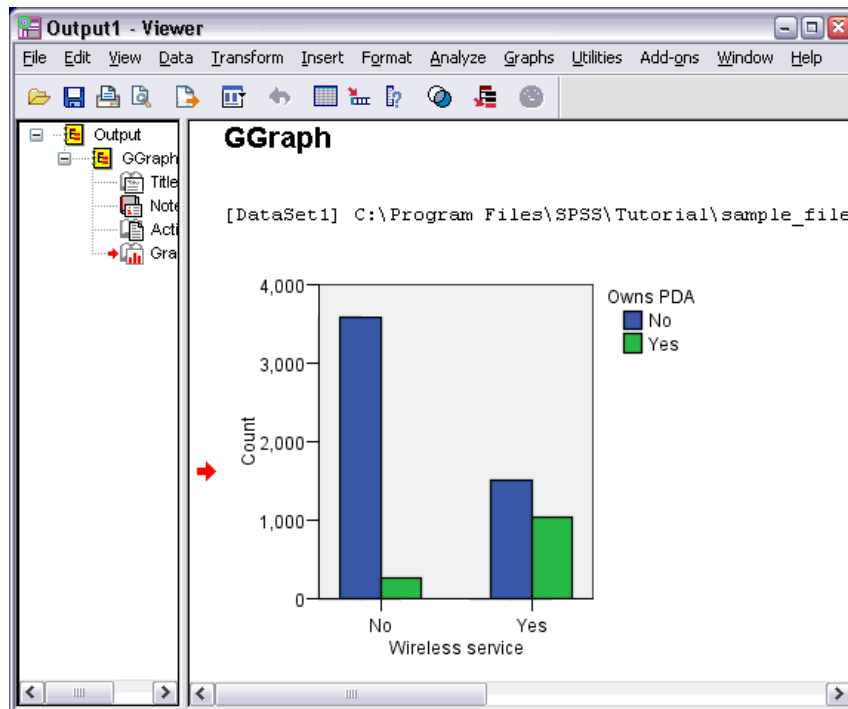 Output1 - Viewer
File Edit View Data Transform Insert Format Analyze Graphs Utilities Add-ons Window Help
Output
GGraph
Title
Note
Acti
Gra
GGraph
[DataSet1] C:\Program Files\SPSS\Tutorial\sample_file
4,000
3,000
2,000
1,000
0
Count
No Yes
Wireless service
Owns PDA
No
Yes